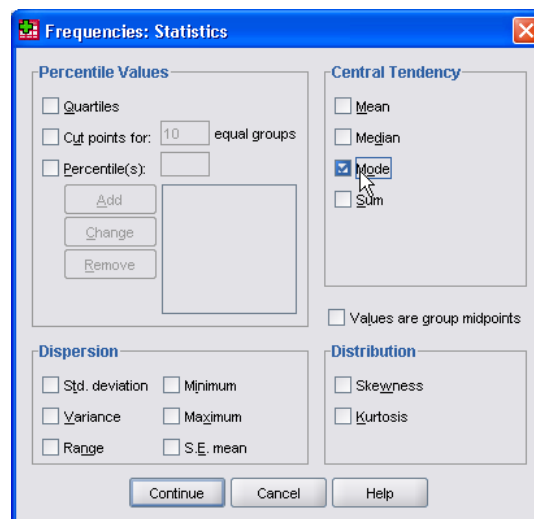 Frequencies: Statistics
Percentile Values
Quartiles
Cut points for: 10 equal groups
Percentile(s):
Add
Change
Remove
Central Tendency
Mean
Median
Mode
Sum
Values are group midpoints
Dispersion
Std. deviation Minimum
Variance Maximum
Range S.E. mean
Distribution
Skewness
Kurtosis
Continue Cancel Help